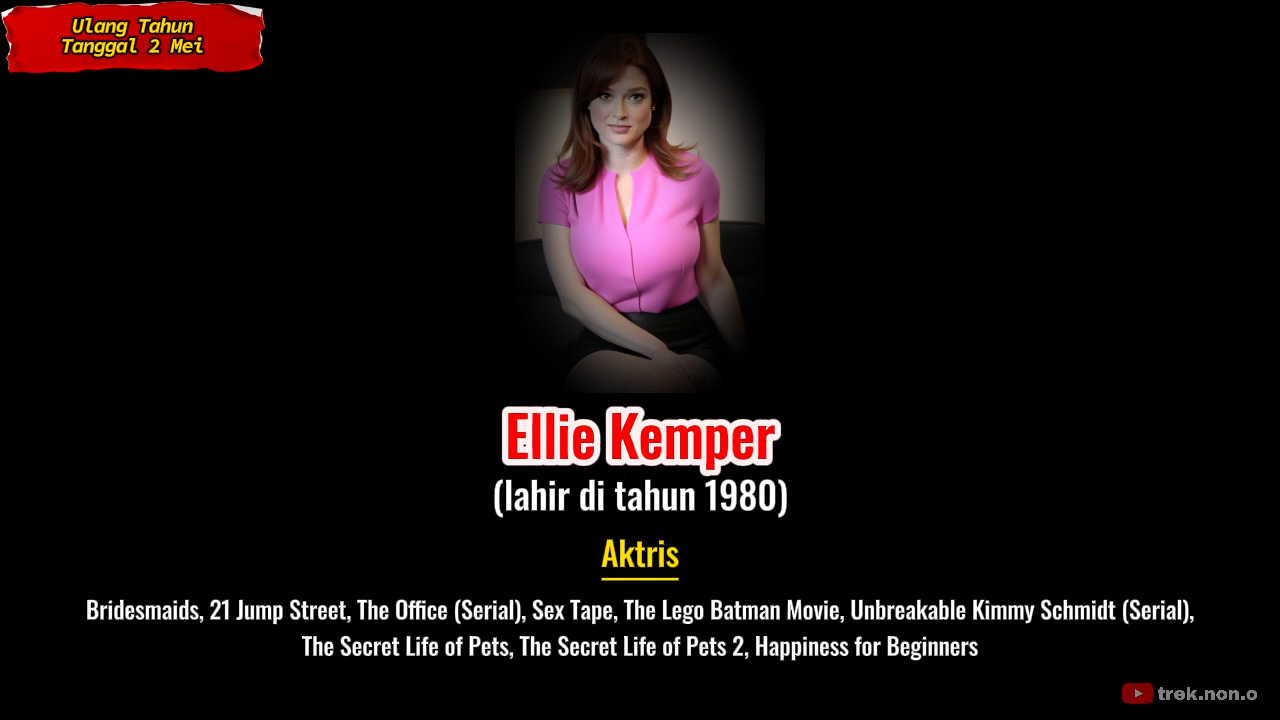 Ulang Tahun
Tanggal 2 Mei
Ellie Kemper
(lahir di tahun 1980)
Aktris
Bridesmaids, 21 Jump Street, The Office (Serial), Sex Tape, The Lego Batman Movie, Unbreakable Kimmy Schmidt (Serial),
The Secret Life of Pets, The Secret Life of Pets 2, Happiness for Beginners
trek.non.o